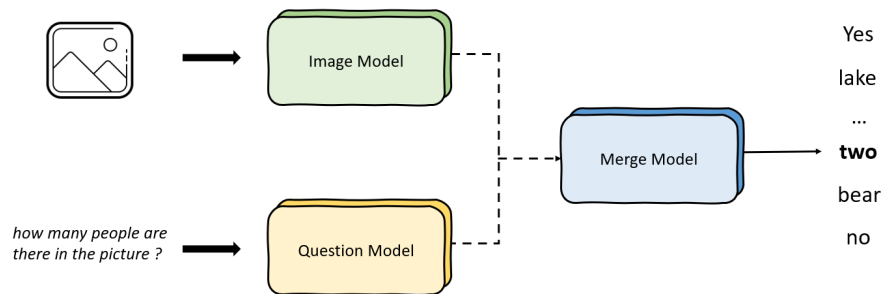 Image Model
how many people are
there in the picture ?
Question Model
Merge Model
Yes
lake
...
two
bear
no